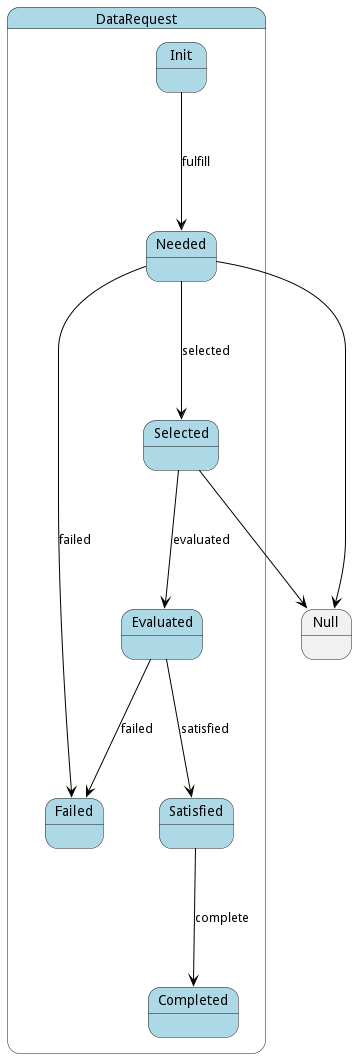 DataRequest
Init
fulfill
Needed
selected
Selected
failed
evaluated
Evaluated
Null
failed
satisfied
Failed
Satisfied
complete
Completed